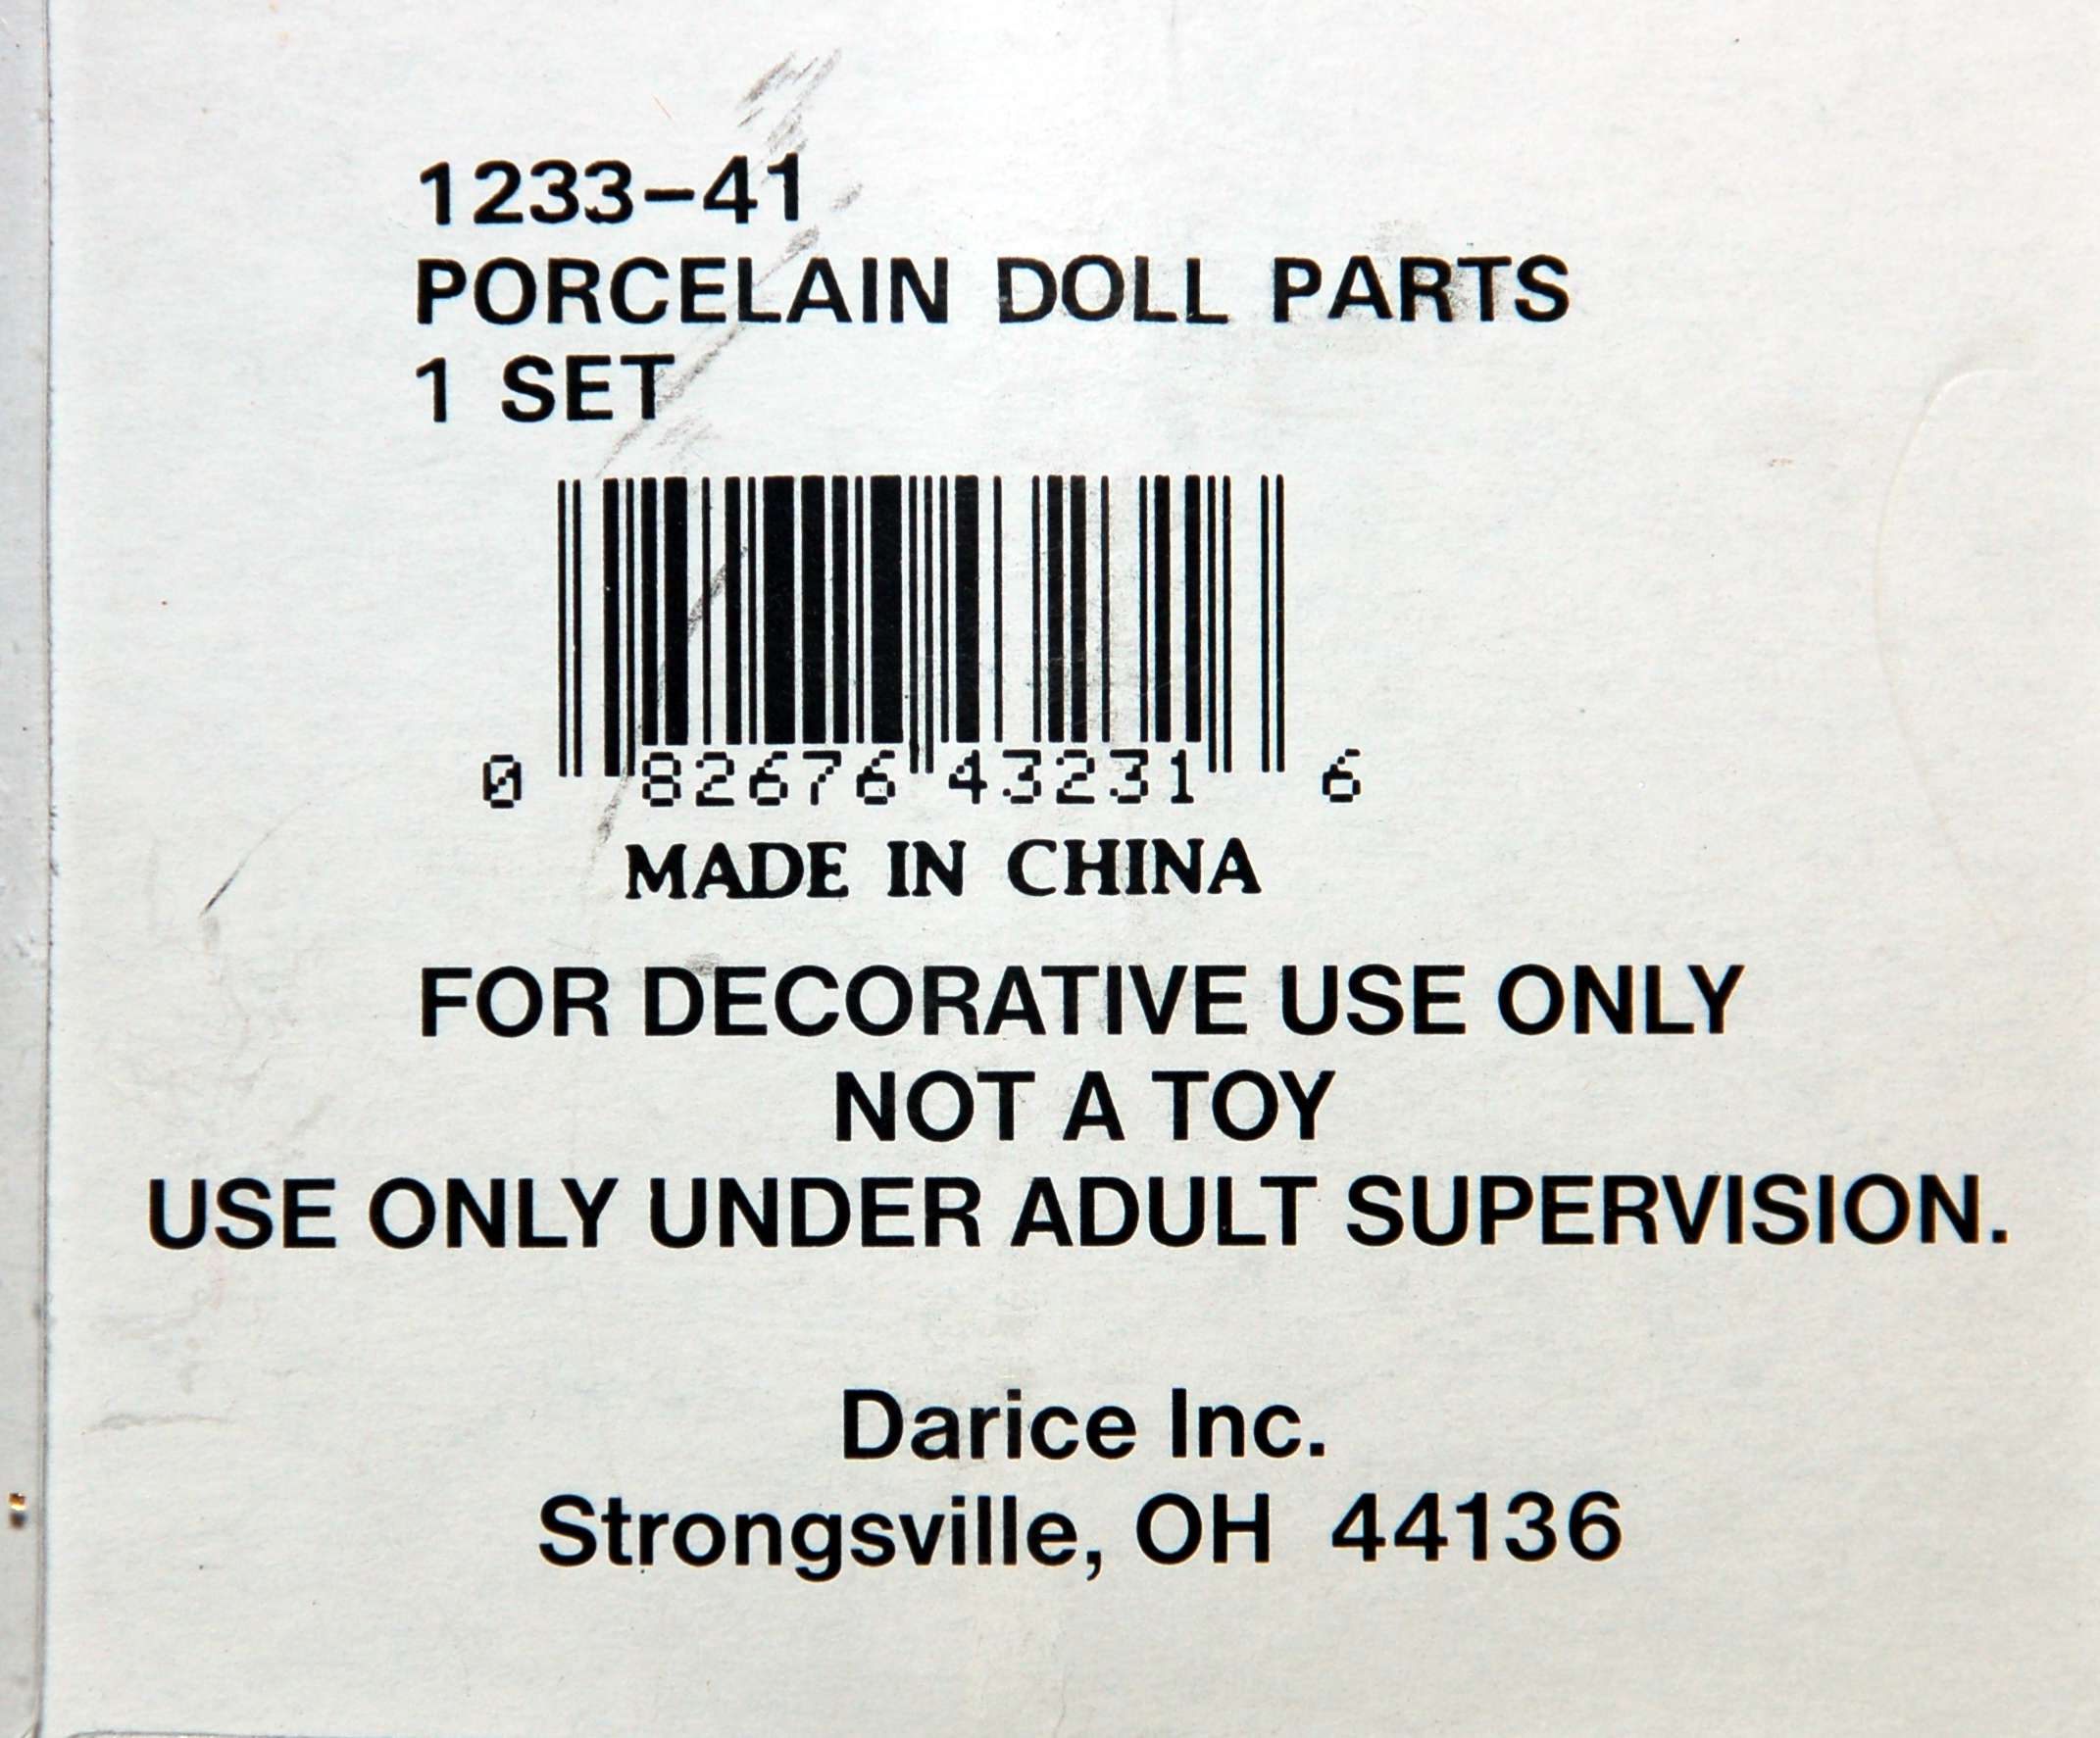 1233-41
PORCELAIN DOLL PARTS
1 SET
0 82676 43231 6
MADE IN CHINA
FOR DECORATIVE USE ONLY
NOT A TOY
USE ONLY UNDER ADULT SUPERVISION.
Darice Inc.
Strongsville, OH 44136